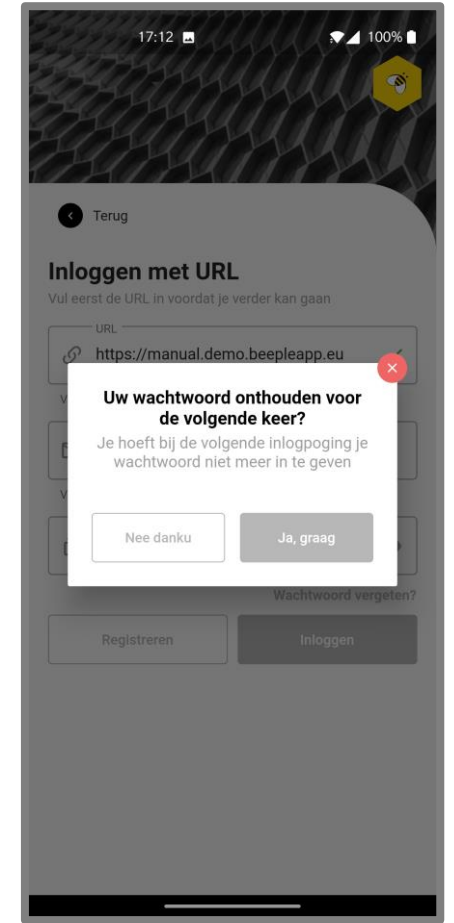 17:12
100%
Terug
Inloggen met URL
Vul eerst de URL in voordat je verder kan gaan
URL
https://manual.demo.beepleapp.eu
Uw wachtwoord onthouden voor
de volgende keer?
Je hoeft bij de volgende inlogpoging je
wachtwoord niet meer in te geven
Nee danku
Ja, graag
Wachtwoord vergeten?
Registreren
Inloggen